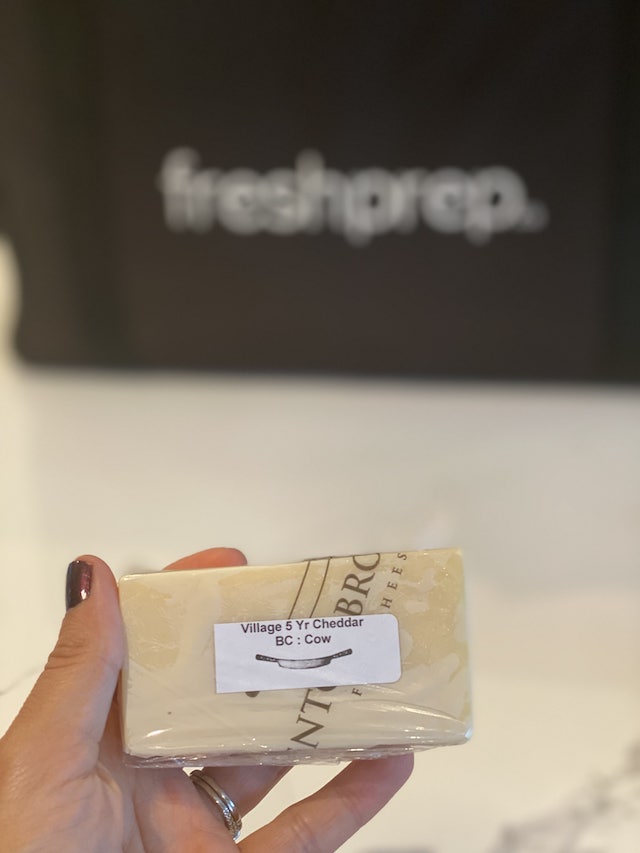 freshprep.
Village 5 Yr Cheddar
BC : Cow